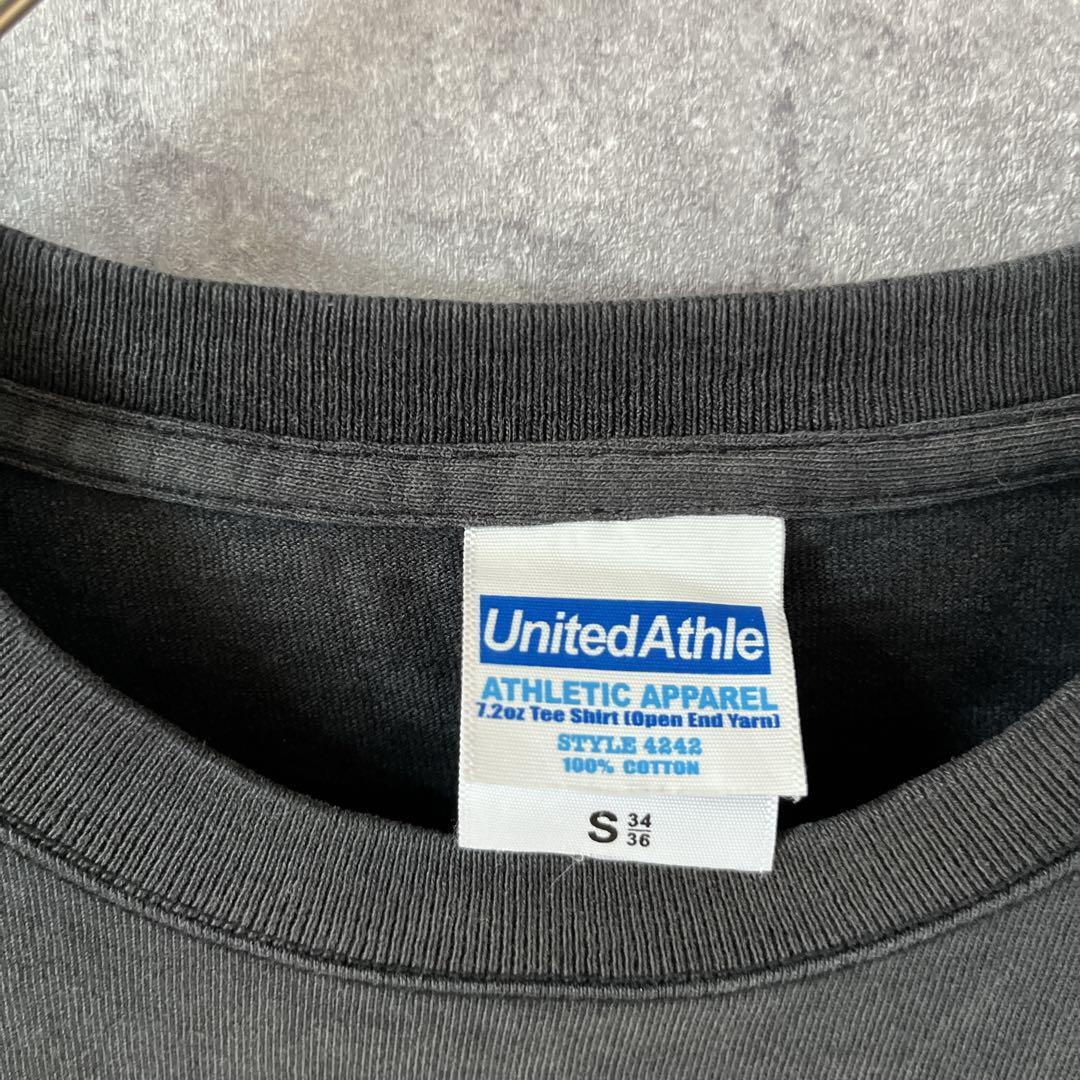 UnitedAthle
ATHLETIC APPAREL
7.2oz Tee Shirt (Open End Yarn)
STYLE 4242
100% COTTON
S 34/36